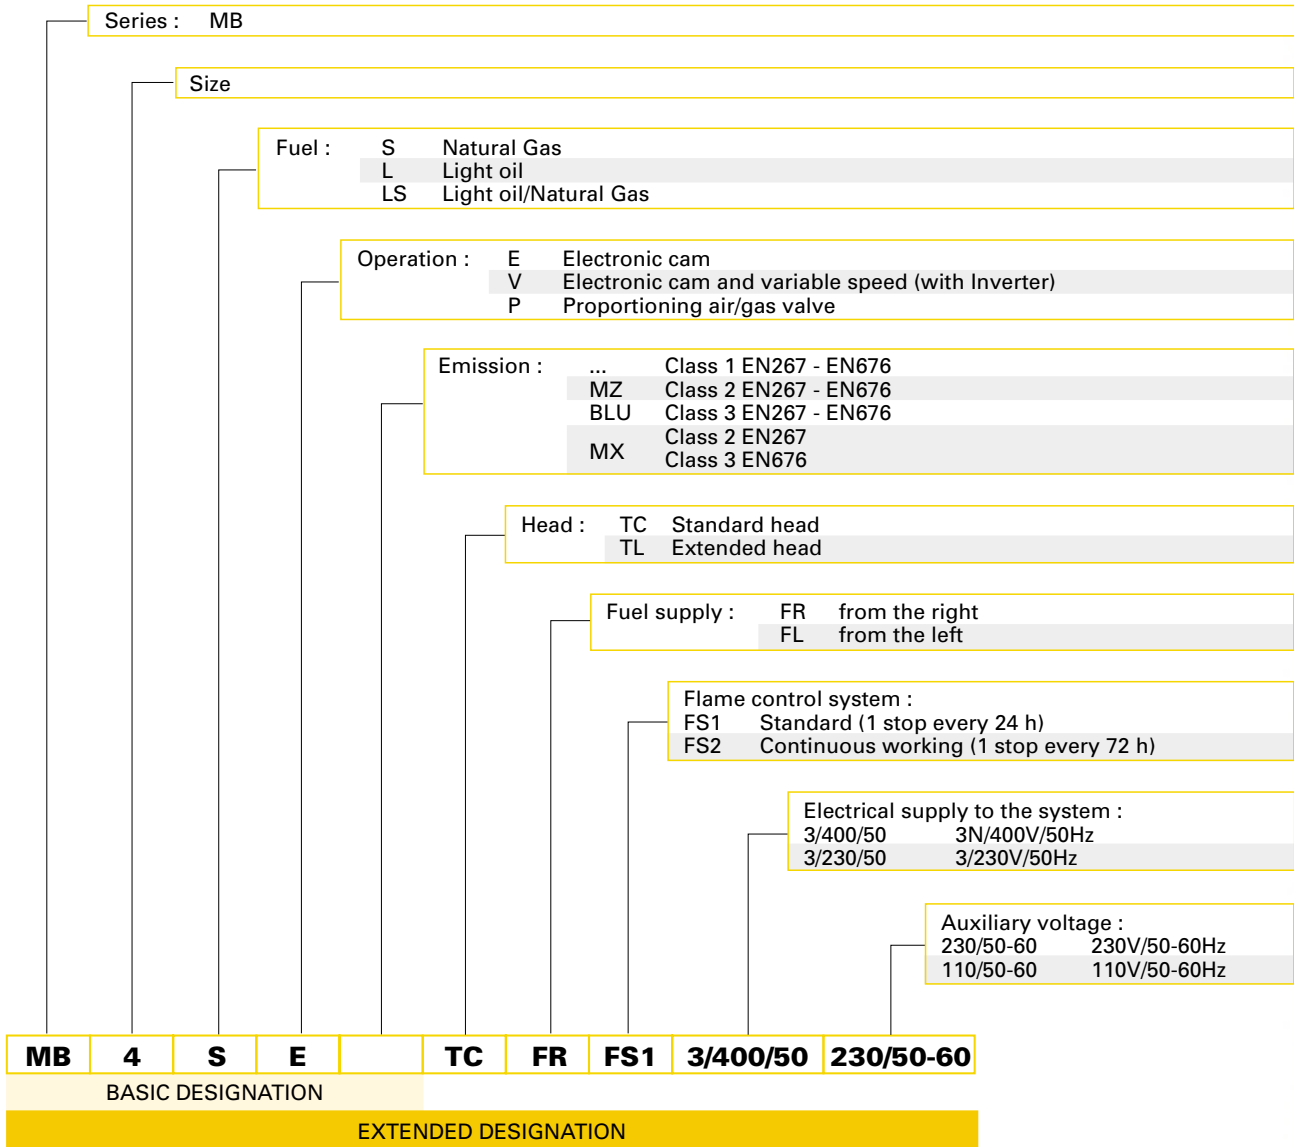 Series : MB
Size
Fuel : S Natural Gas
L Light oil
LS Light oil/Natural Gas
Operation : E Electronic cam
V Electronic cam and variable speed (with Inverter)
P Proportioning air/gas valve
Emission : ... Class 1 EN267 - EN676
MZ Class 2 EN267 - EN676
BLU Class 3 EN267 - EN676
MX Class 2 EN267
Class 3 EN676
Head : TC Standard head
TL Extended head
Fuel supply : FR from the right
FL from the left
Flame control system :
FS1 Standard (1 stop every 24 h)
FS2 Continuous working (1 stop every 72 h)
Electrical supply to the system :
3/400/50 3N/400V/50Hz
3/230/50 3/230V/50Hz
Auxiliary voltage :
230/50-60 230V/50-60Hz
110/50-60 110V/50-60Hz
MB 4 S E TC FR FS1 3/400/50 230/50-60
BASIC DESIGNATION
EXTENDED DESIGNATION